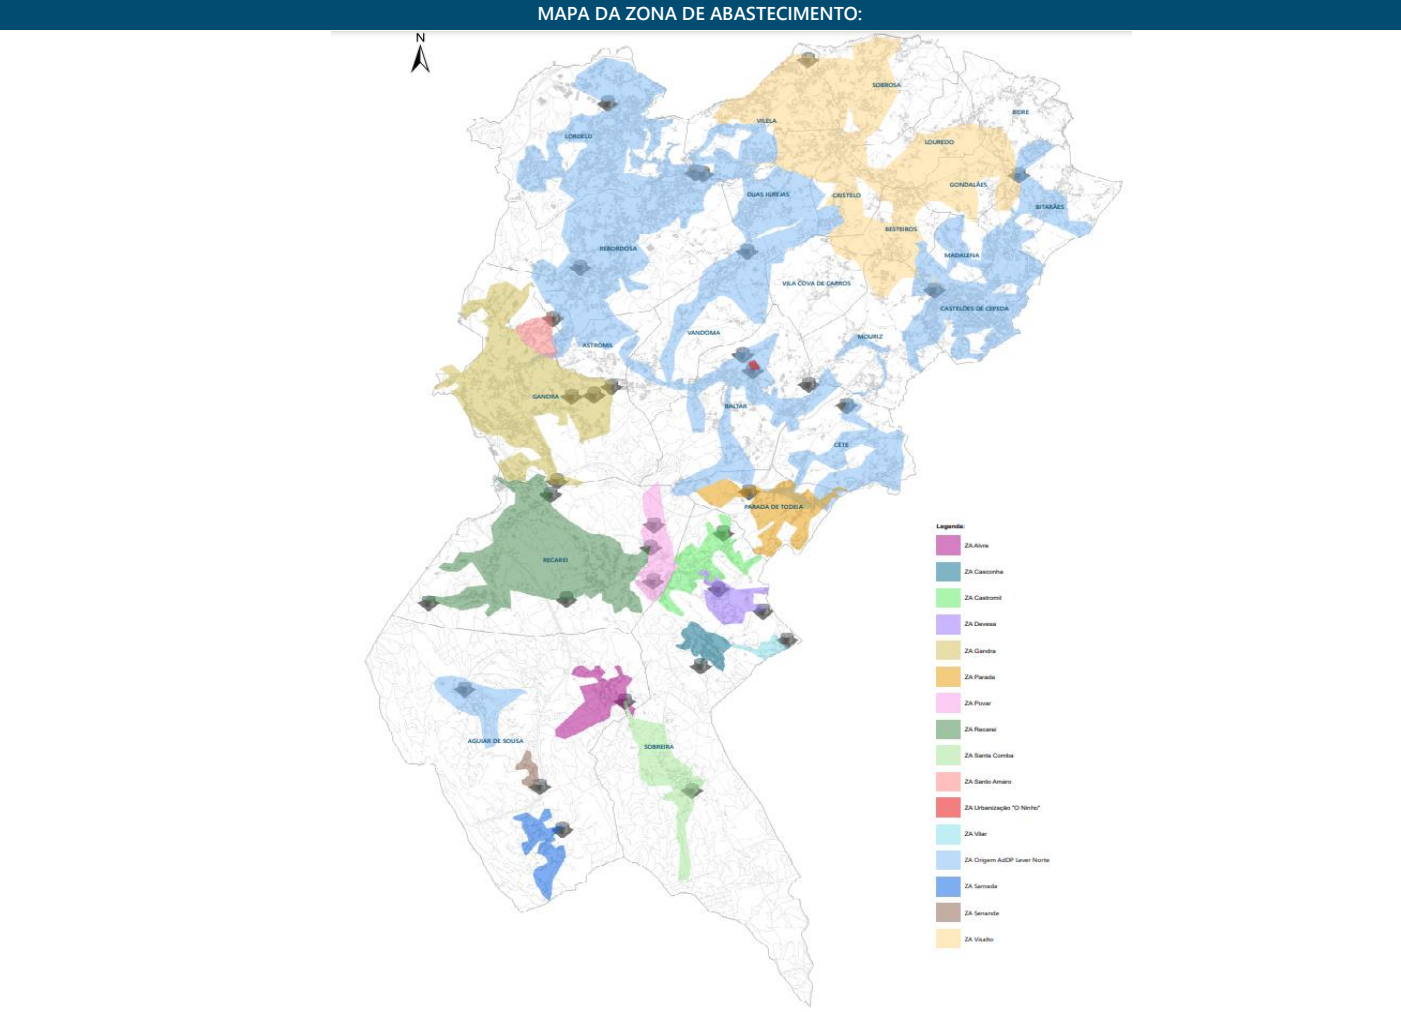 MAPA DA ZONA DE ABASTECIMENTO:
N
SOBROSA
BEIRE
VILELA
LORDELO
LOUREDO
GONDALÃES
DUAS IGREJAS
CRISTELO
BITARÃES
BESTEIROS
REBORDOSA
MADALENA
VILA COVA DE CARROS
CASTELÕES DE CEPEDA
VANDOMA
MOURIZ
ASTROMIL
GANDRA
BALTAR
CETE
PARADA DE TODEIA
RECAREI
AGUIAR DE SOUSA
SOBREIRA
Legenda:
ZA Alvre
ZA Casconha
ZA Castromil
ZA Devesa
ZA Gandra
ZA Parada
ZA Povar
ZA Recarei
ZA Santa Comba
ZA Santo Amaro
ZA Urbanização "O Ninho"
ZA Vilar
ZA Origem AdDP Lever Norte
ZA Sarnada
ZA Senande
ZA Visalto